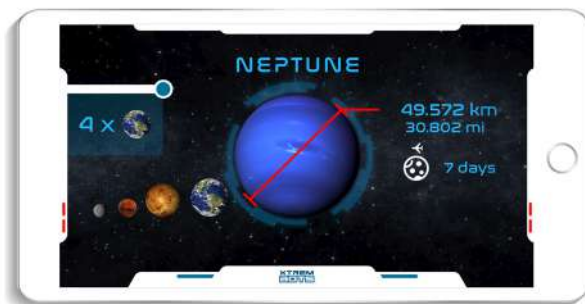 NEPTUNE
4 x
49.572 km
30.802 mi
7 days
XTREM
BOTS